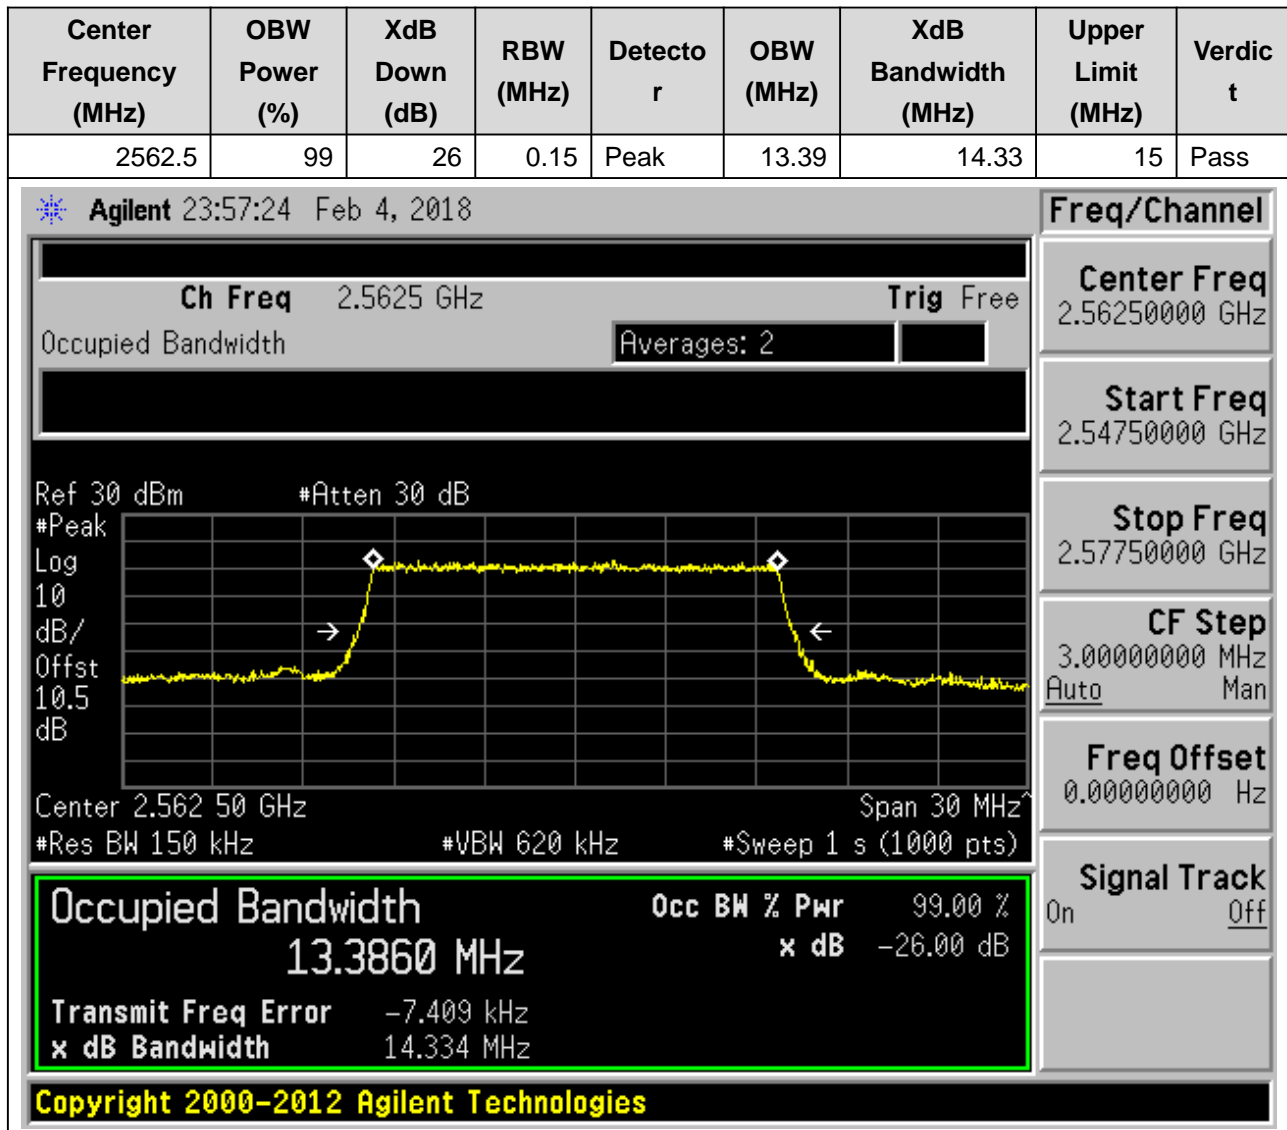 Center Frequency (MHz) OBW Power (%) XdB Down (dB) RBW (MHz) Detecto r OBW (MHz) XdB Bandwidth (MHz) Upper Limit (MHz) Verdic t
2562.5 99 26 0.15 Peak 13.39 14.33 15 Pass
Agilent 23:57:24 Feb 4, 2018
Ch Freq 2.5625 GHz Trig Free
Occupied Bandwidth Averages: 2
Ref 30 dBm #Atten 30 dB
#Peak
Log
10
dB/
Offst
10.5
dB
Center 2.562 50 GHz Span 30 MHz^
#Res BW 150 kHz #VBW 620 kHz #Sweep 1 s (1000 pts)
Occupied Bandwidth Occ BW % Pwr 99.00 %
13.3860 MHz x dB -26.00 dB
Transmit Freq Error -7.409 kHz
x dB Bandwidth 14.334 MHz
Copyright 2000-2012 Agilent Technologies
Freq/Channel
Center Freq
2.56250000 GHz
Start Freq
2.54750000 GHz
Stop Freq
2.57750000 GHz
CF Step
3.00000000 MHz
Auto Man
Freq Offset
0.00000000 Hz
Signal Track
On Off